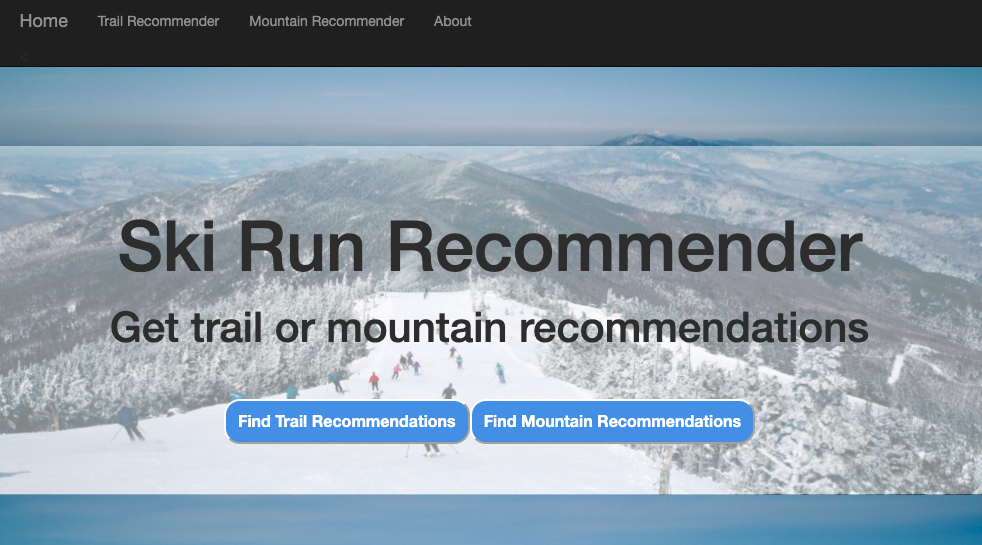 Home Trail Recommender Mountain Recommender About
<
Ski Run Recommender
Get trail or mountain recommendations
Find Trail Recommendations Find Mountain Recommendations